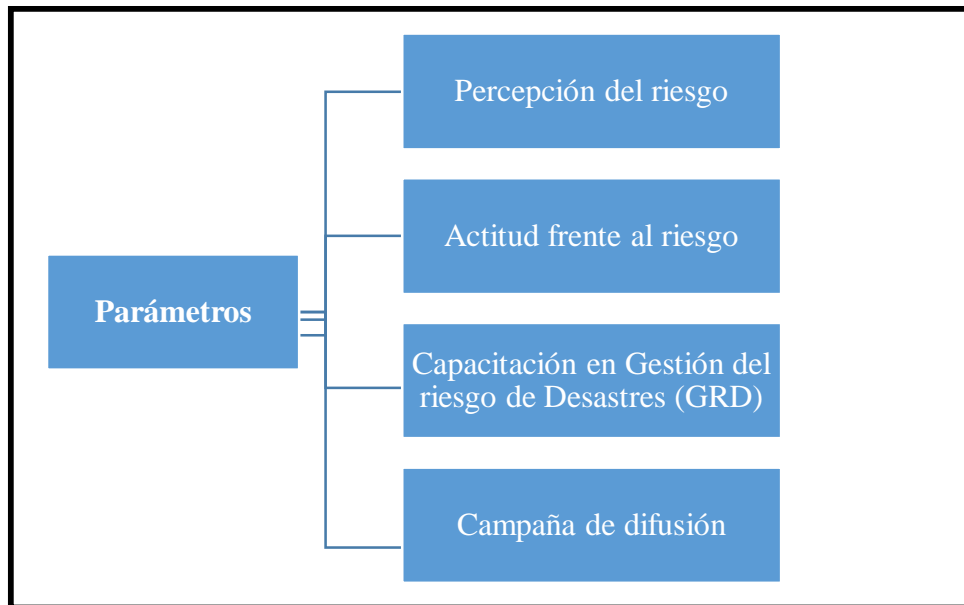 Parámetros
Percepción del riesgo
Actitud frente al riesgo
Capacitación en Gestión del
riesgo de Desastres (GRD)
Campaña de difusión